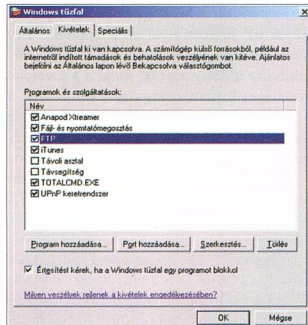 Windows tűzfal
Általános Kivételek Speciális
A Windows tűzfal ki van kapcsolva. A számítógép külső forrásokból, például az
internetről indított támadások és behatolások veszélyének van kitéve. Ajánlatos
bejelölni az Általános lapon lévő Bekapcsolva választógombot.
Programok és szolgáltatások:
Név
Anapod Xtreamer
Fájl- és nyomtatómegosztás
FTP
iTunes
Távoli asztal
Távsegítség
TOTALCMD.EXE
UPnP keretrendszer
Program hozzáadása... Port hozzáadása... Szerkesztés... Törlés
Értesítést kérek, ha a Windows tűzfal egy programot blokkol
Milyen veszélyek rejlenek a kivételek engedélyezésében?
OK Mégse